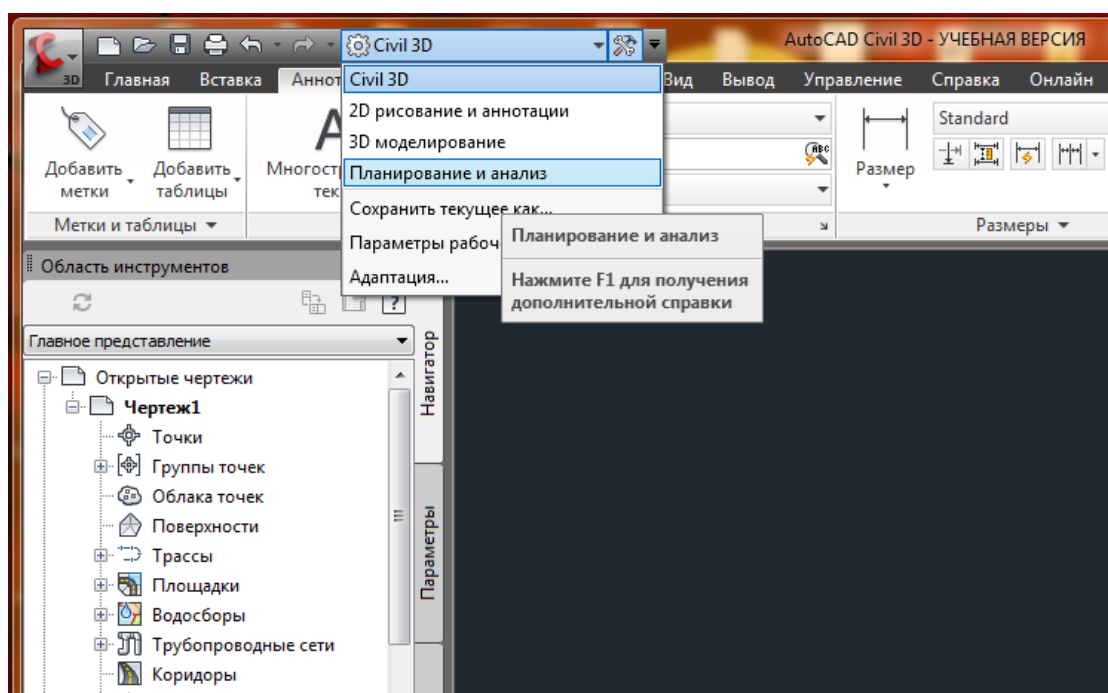 Civil 3D
AutoCAD Civil 3D - УЧЕБНАЯ ВЕРСИЯ
3D
Главная
Вставка
Аннот
Вид
Вывод
Управление
Справка
Онлайн
Civil 3D
2D рисование и аннотации
3D моделирование
Планирование и анализ
Сохранить текущее как...
Параметры рабоч
Адаптация...
Планирование и анализ
Нажмите F1 для получения
дополнительной справки
Добавить
метки
Добавить
таблицы
A
Многост
тек
ABC
Размер
Standard
Метки и таблицы
Размеры
Область инструментов
?
Главное представление
Открытые чертежи
Чертеж1
Точки
Группы точек
Облака точек
Поверхности
Трассы
Площадки
Водосборы
Трубопроводные сети
Коридоры
Навигатор
Параметры